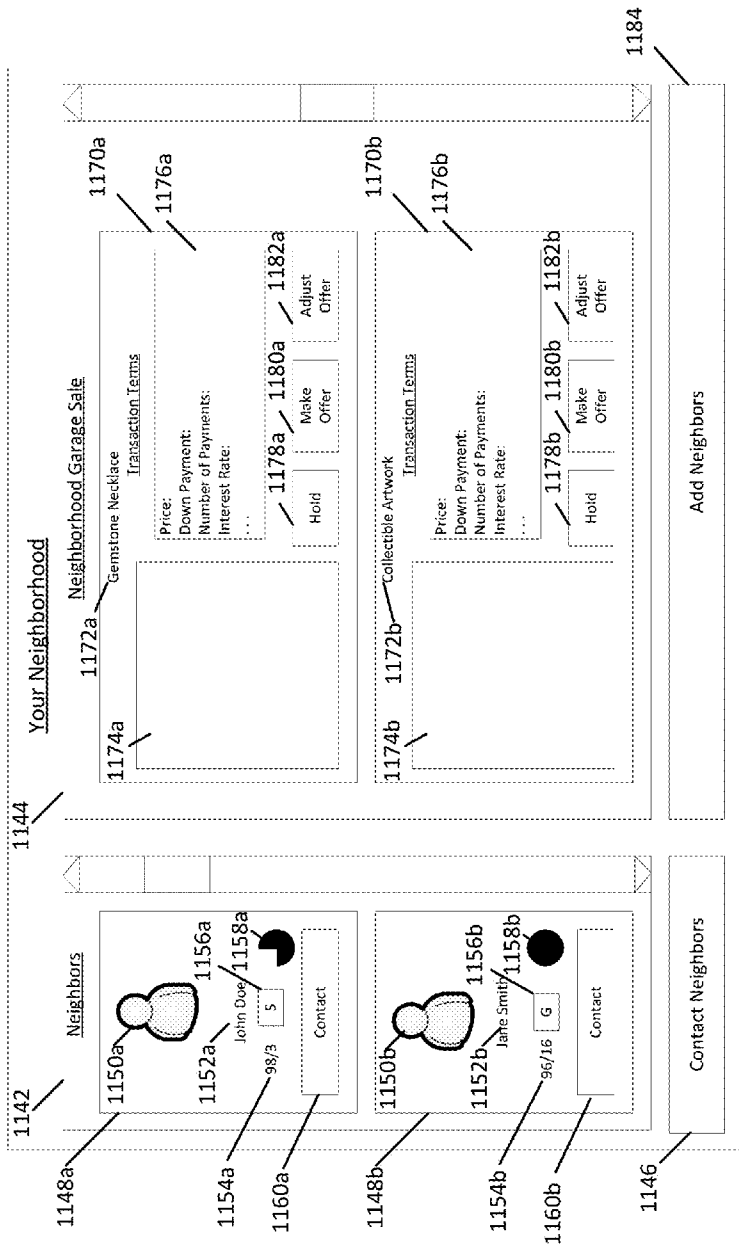 Your Neighborhood
1142
Neighbors
1144
Neighborhood Garage Sale
1148a
1150a
1152a
John Doe
1154a
98/3
S
1156a
1158a
1160a
Contact
1172a
Gemstone Necklace
1170a
1174a
Transaction Terms
1176a
Price:
Down Payment:
Number of Payments:
Interest Rate:
. . .
1178a
1180a
1182a
Hold
Make
Offer
Adjust
Offer
1148b
1150b
1152b
Jane Smith
1154b
96/16
G
1156b
1158b
1160b
Contact
1172b
Collectible Artwork
1170b
1174b
Transaction Terms
1176b
Price:
Down Payment:
Number of Payments:
Interest Rate:
. . .
1178b
1180b
1182b
Hold
Make
Offer
Adjust
Offer
1146
Contact Neighbors
Add Neighbors
1184